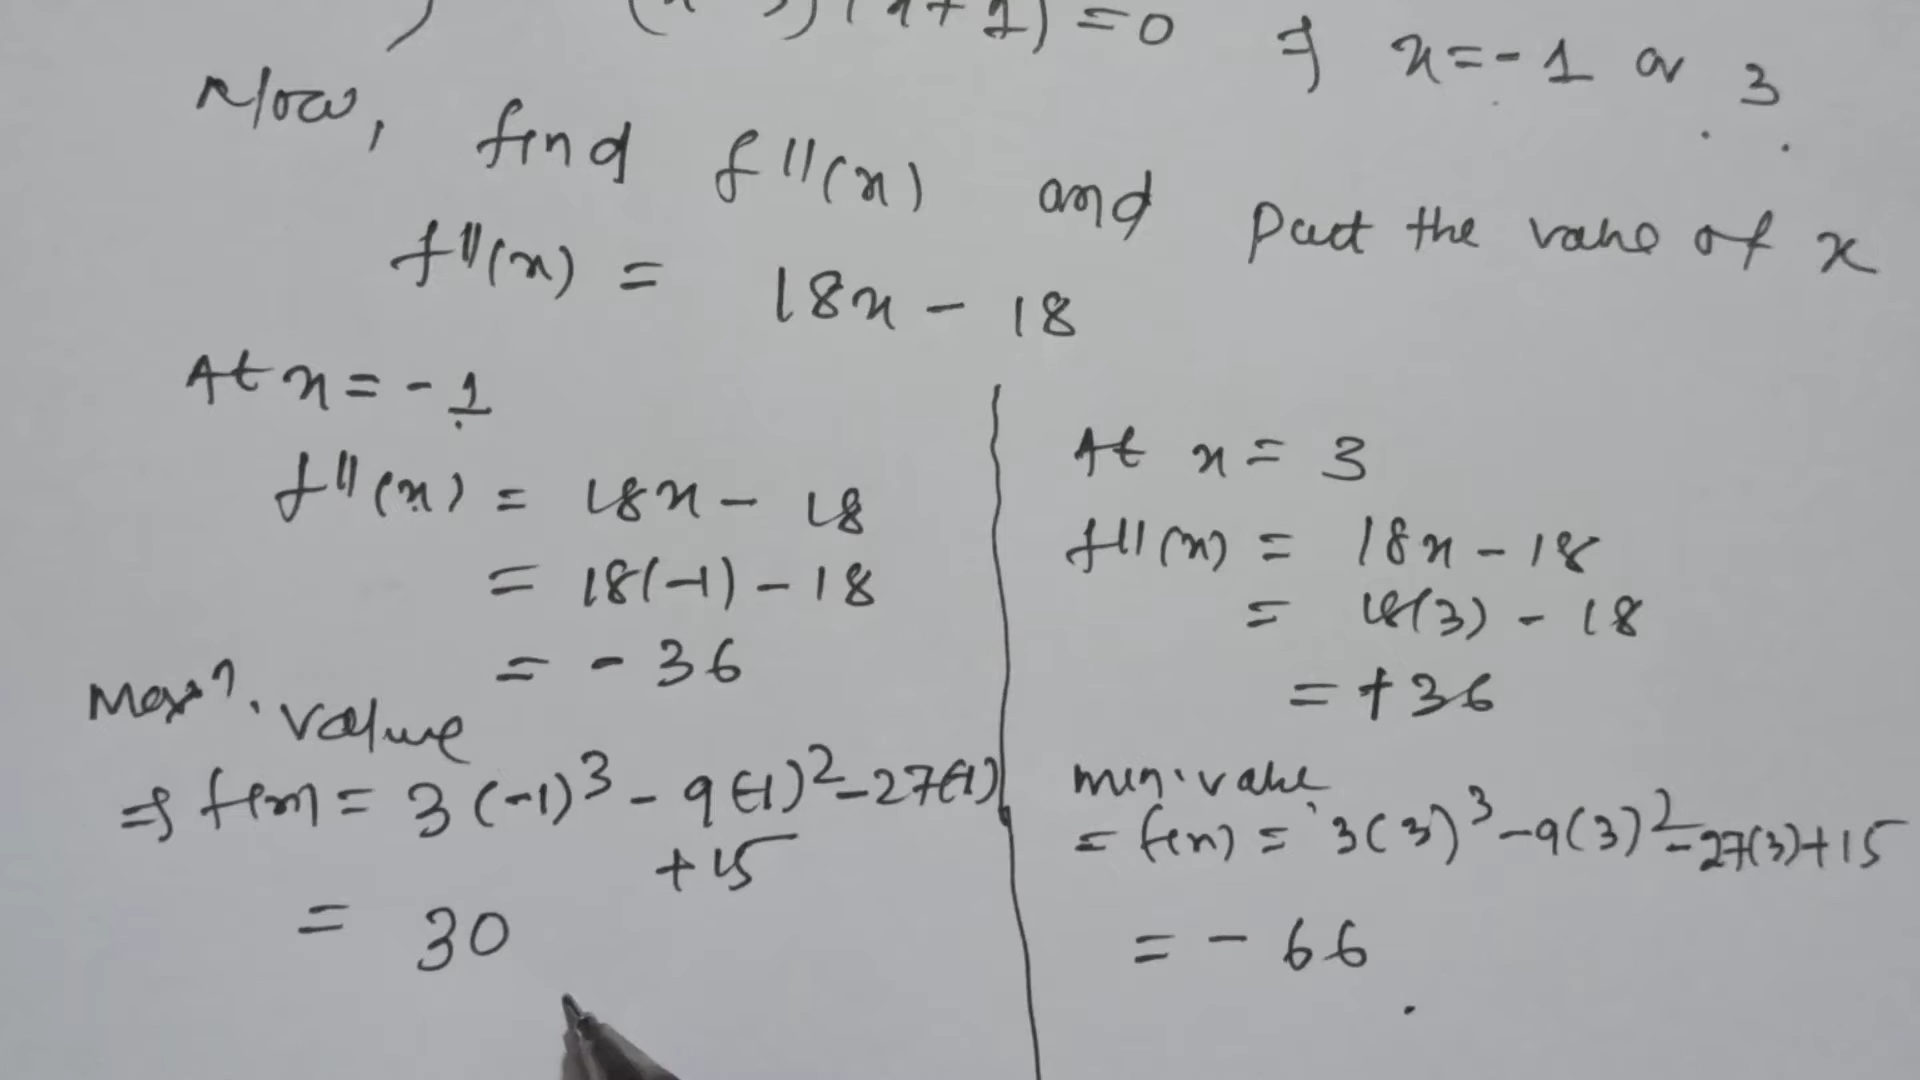 (x-3)(x+1)=0 ⇒ x=-1 or 3
Now, find f''(x) and put the value of x
f''(x) = 18x - 18
At x = -1
f''(x) = 18x - 18
= 18(-1) - 18
= - 36
Max^n. value
⇒ f(x) = 3(-1)^3 - 9(-1)^2 - 27(-1)
+15
= 30
At x = 3
f''(x) = 18x - 18
= 18(3) - 18
= +36
min. value
= f(x) = 3(3)^3 - 9(3)^2 - 27(3) + 15
= - 66